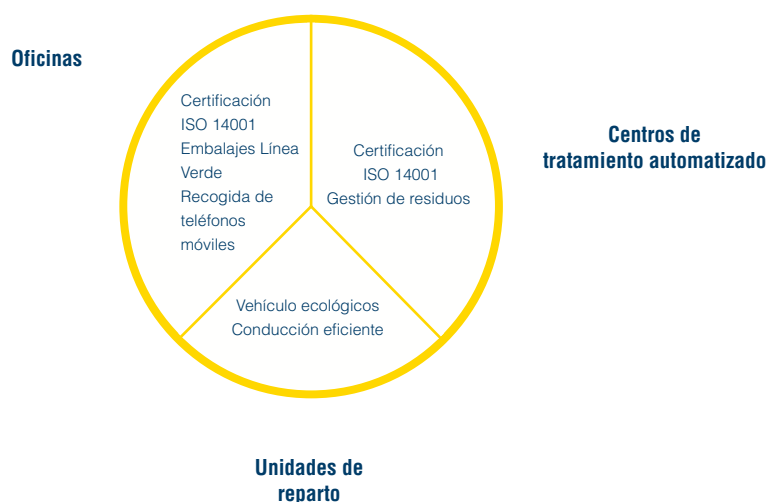 Oficinas
Certificación
ISO 14001
Embalajes Línea
Verde
Recogida de
teléfonos
móviles
Certificación
ISO 14001
Gestión de residuos
Centros de
tratamiento automatizado
Vehículo ecológicos
Conducción eficiente
Unidades de
reparto